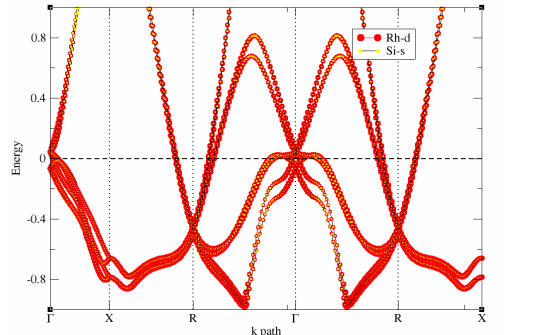 0.8
0.4
0
-0.4
-0.8
Energy
Rh-d
Si-s
Γ X R Γ R X
k path